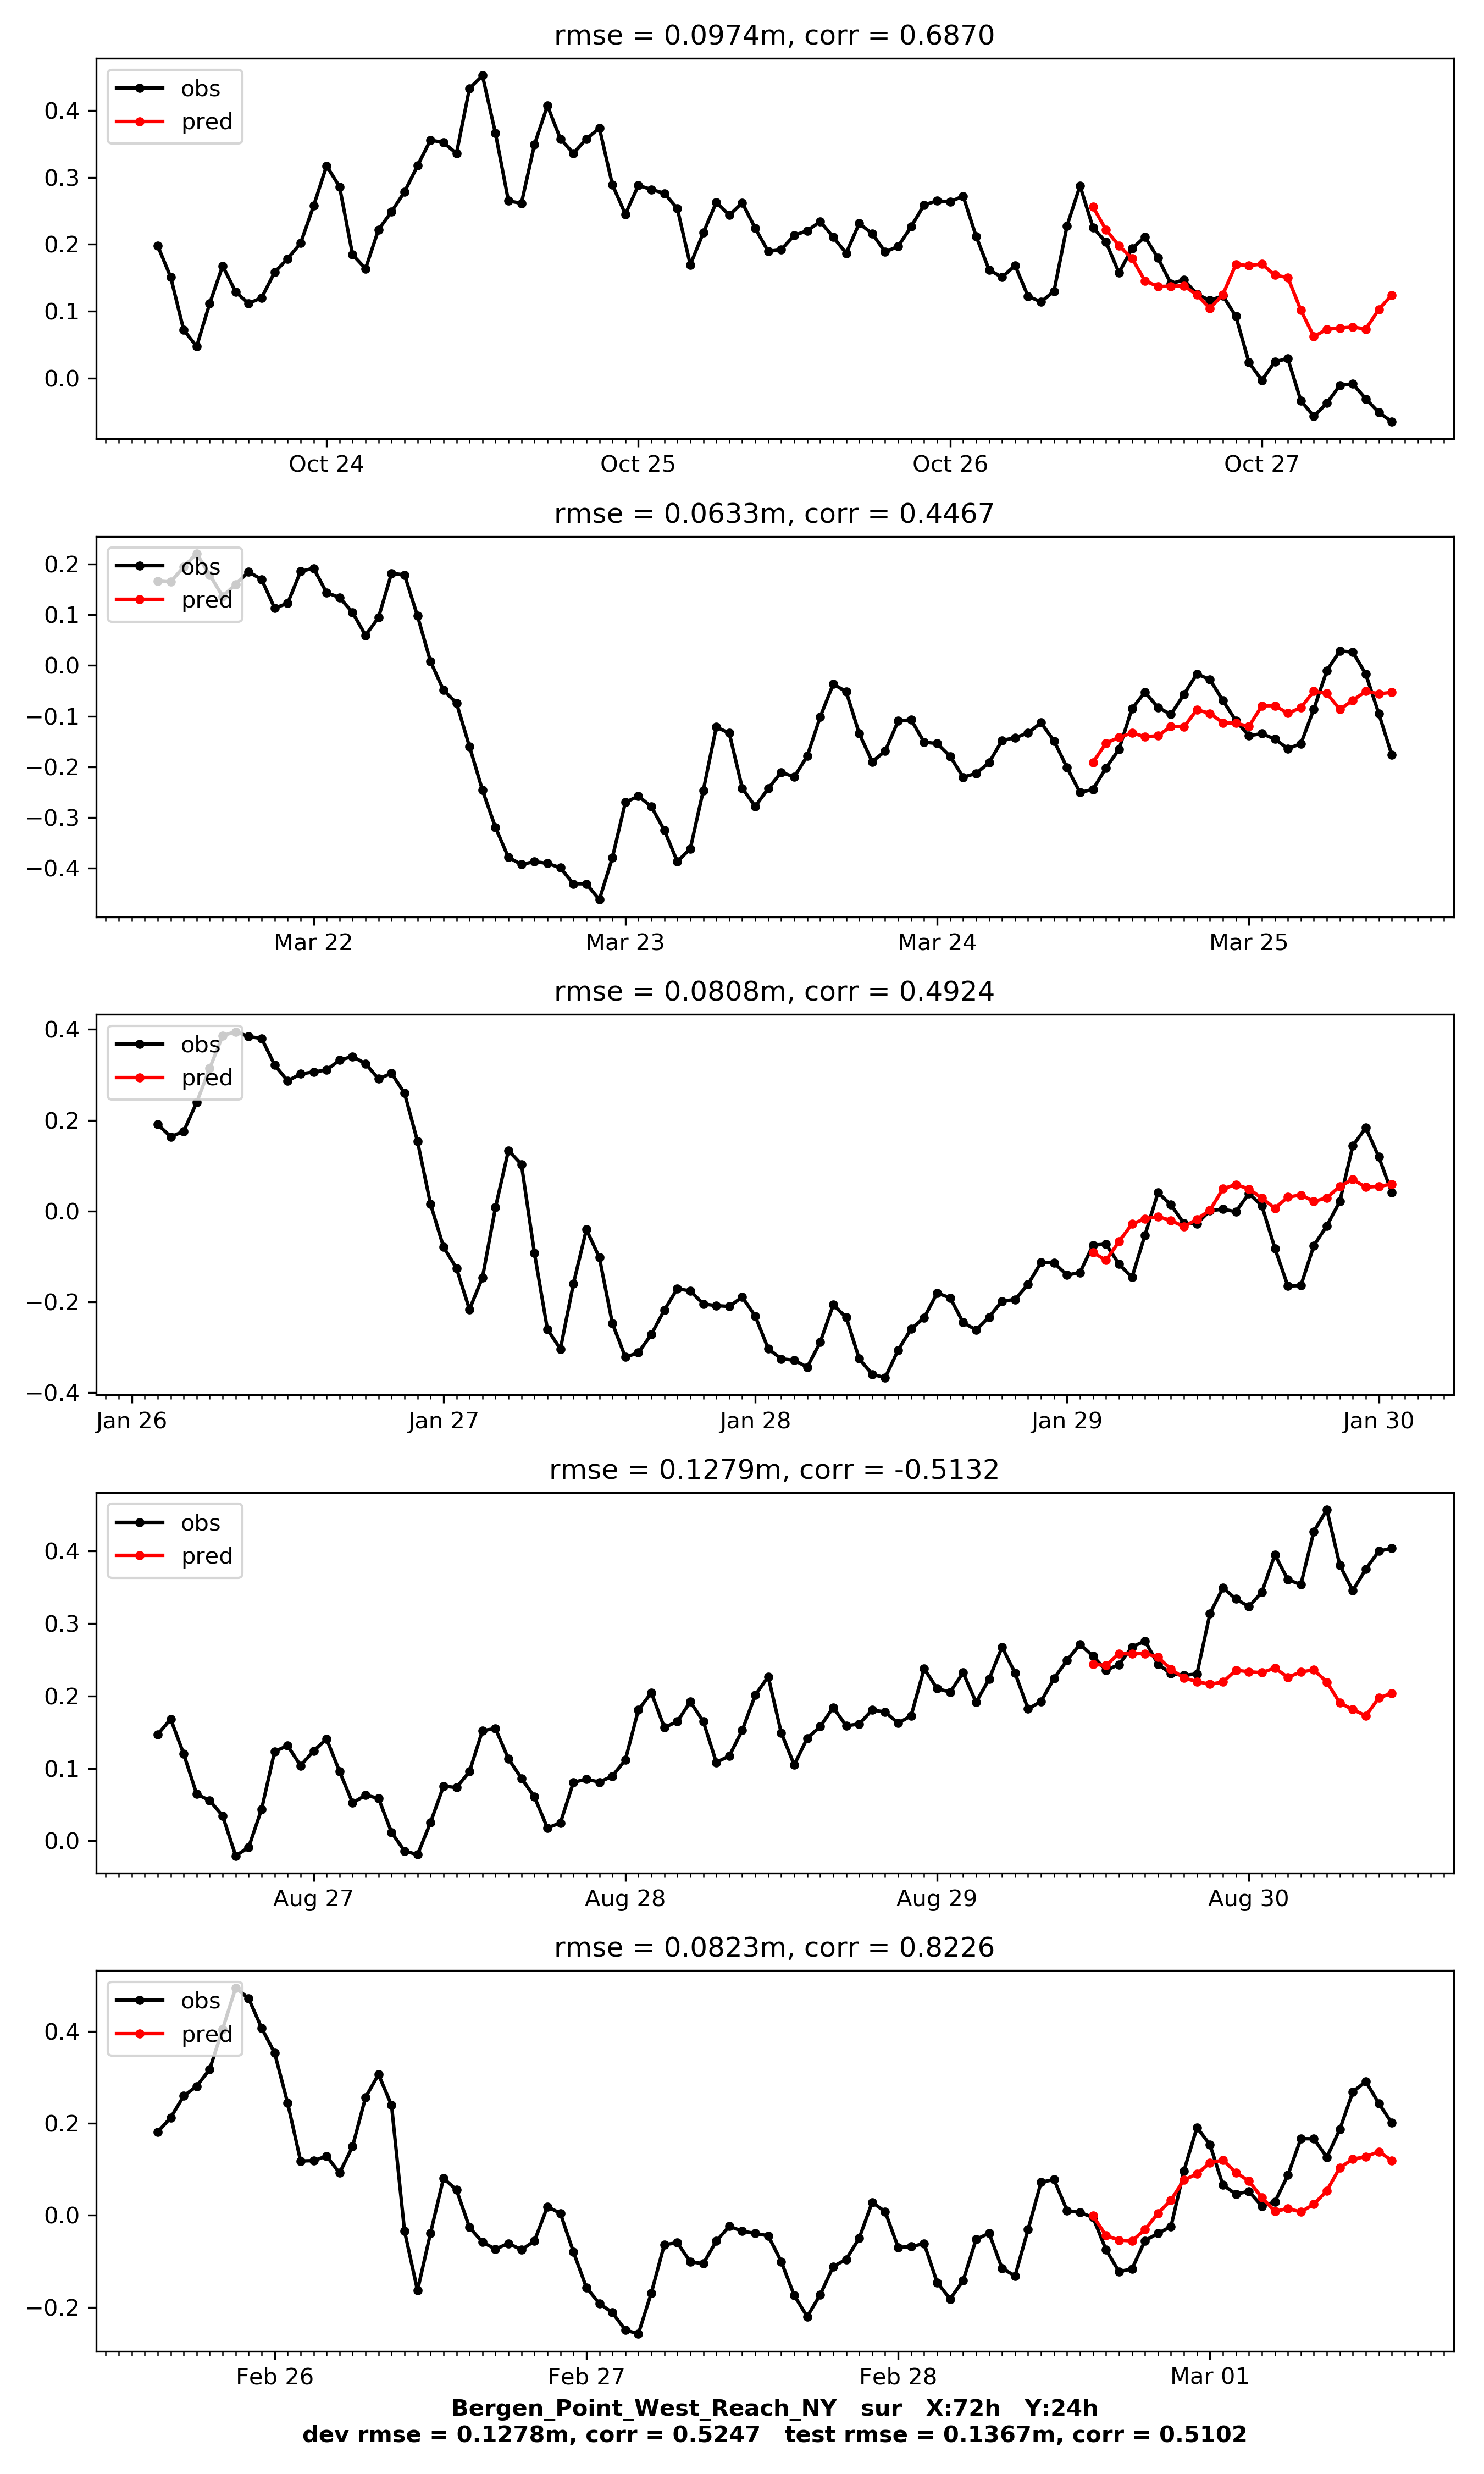 rmse = 0.0974m, corr = 0.6870
obs
pred
0.4
0.3
0.2
0.1
0.0
Oct 24 Oct 25 Oct 26 Oct 27
rmse = 0.0633m, corr = 0.4467
obs
pred
0.2
0.1
0.0
−0.1
−0.2
−0.3
−0.4
Mar 22 Mar 23 Mar 24 Mar 25
rmse = 0.0808m, corr = 0.4924
obs
pred
0.4
0.2
0.0
−0.2
−0.4
Jan 26 Jan 27 Jan 28 Jan 29 Jan 30
rmse = 0.1279m, corr = -0.5132
obs
pred
0.4
0.3
0.2
0.1
0.0
Aug 27 Aug 28 Aug 29 Aug 30
rmse = 0.0823m, corr = 0.8226
obs
pred
0.4
0.2
0.0
−0.2
Feb 26 Feb 27 Feb 28 Mar 01
Bergen_Point_West_Reach_NY sur X:72h Y:24h
dev rmse = 0.1278m, corr = 0.5247 test rmse = 0.1367m, corr = 0.5102